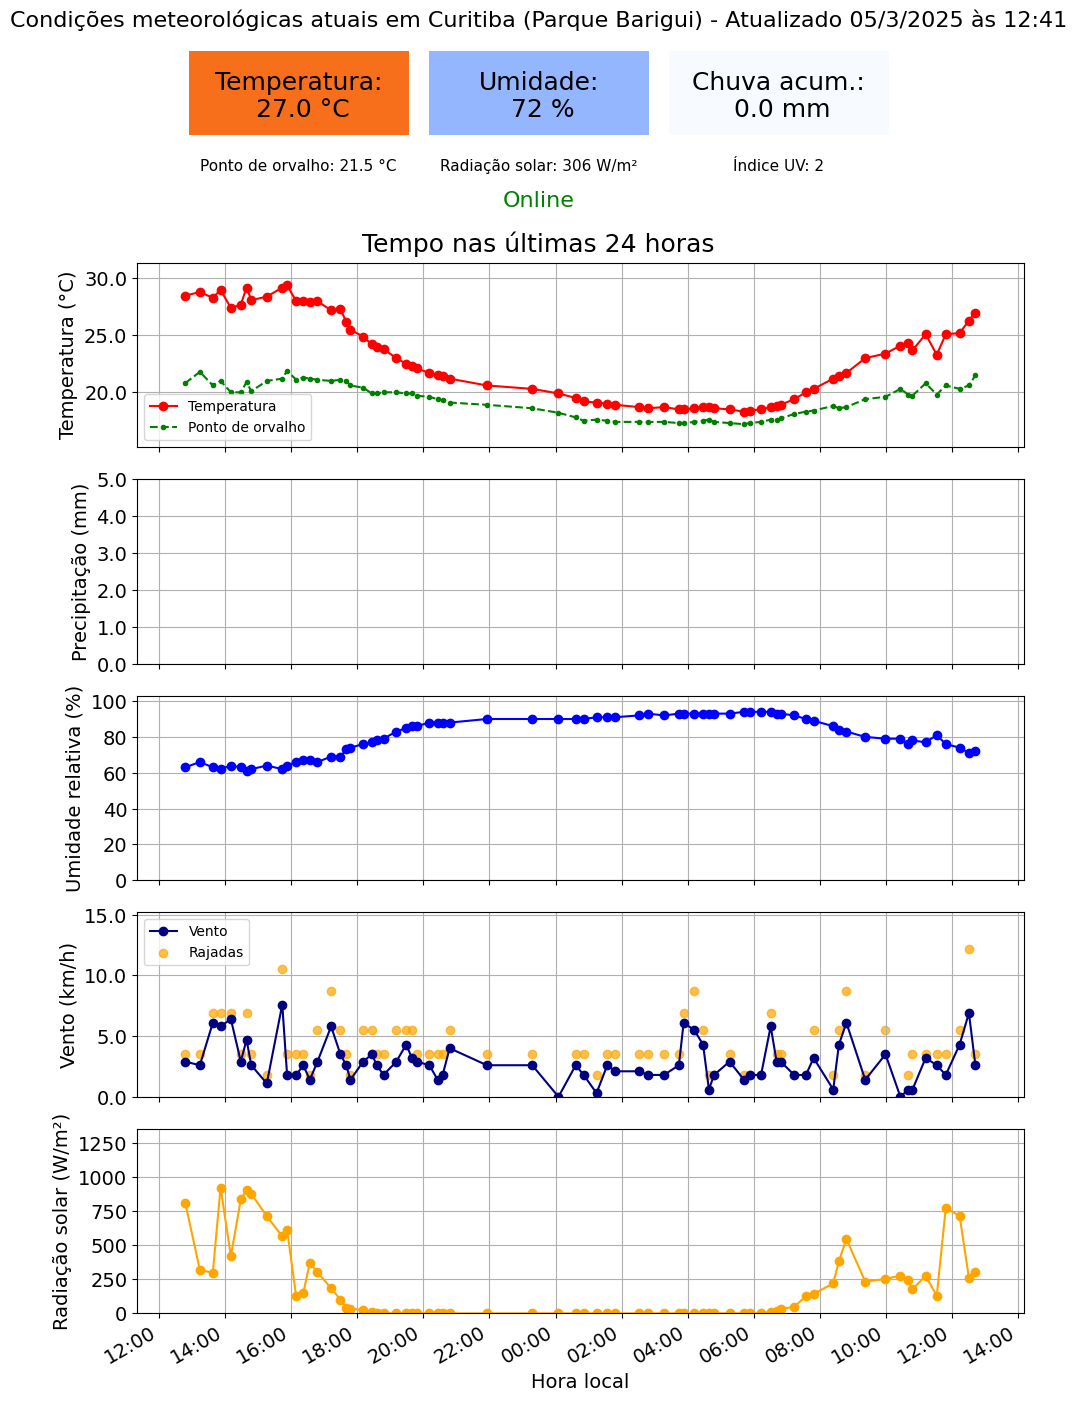 Condições meteorológicas atuais em Curitiba (Parque Barigui) - Atualizado 05/3/2025 às 12:41
Temperatura:
27.0 °C
Umidade:
72 %
Chuva acum.:
0.0 mm
Ponto de orvalho: 21.5 °C
Radiação solar: 306 W/m²
Índice UV: 2
Online
Tempo nas últimas 24 horas
Temperatura (°C)
30.0
25.0
20.0
Temperatura
Ponto de orvalho
Precipitação (mm)
5.0
4.0
3.0
2.0
1.0
0.0
Umidade relativa (%)
100
80
60
40
20
0
Vento (km/h)
15.0
10.0
5.0
0.0
Vento
Rajadas
Radiação solar (W/m²)
1250
1000
750
500
250
0
12:00
14:00
16:00
18:00
20:00
22:00
00:00
02:00
04:00
06:00
08:00
10:00
12:00
14:00
Hora local